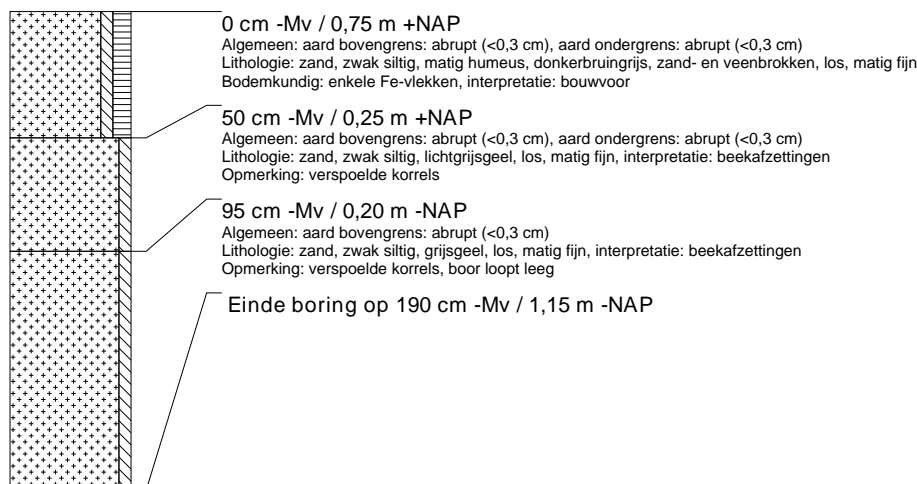 0 cm -Mv / 0,75 m +NAP
Algemeen: aard bovengrens: abrupt (<0,3 cm), aard ondergrens: abrupt (<0,3 cm)
Lithologie: zand, zwak siltig, matig humeus, donkerbruingrijs, zand- en veenbrokken, los, matig fijn
Bodemkundig: enkele Fe-vlekken, interpretatie: bouwvoor
50 cm -Mv / 0,25 m +NAP
Algemeen: aard bovengrens: abrupt (<0,3 cm), aard ondergrens: abrupt (<0,3 cm)
Lithologie: zand, zwak siltig, lichtgrijsgeel, los, matig fijn, interpretatie: beekafzettingen
Opmerking: verspoelde korrels
95 cm -Mv / 0,20 m -NAP
Algemeen: aard bovengrens: abrupt (<0,3 cm)
Lithologie: zand, zwak siltig, grijsgeel, los, matig fijn, interpretatie: beekafzettingen
Opmerking: verspoelde korrels, boor loopt leeg
Einde boring op 190 cm -Mv / 1,15 m -NAP